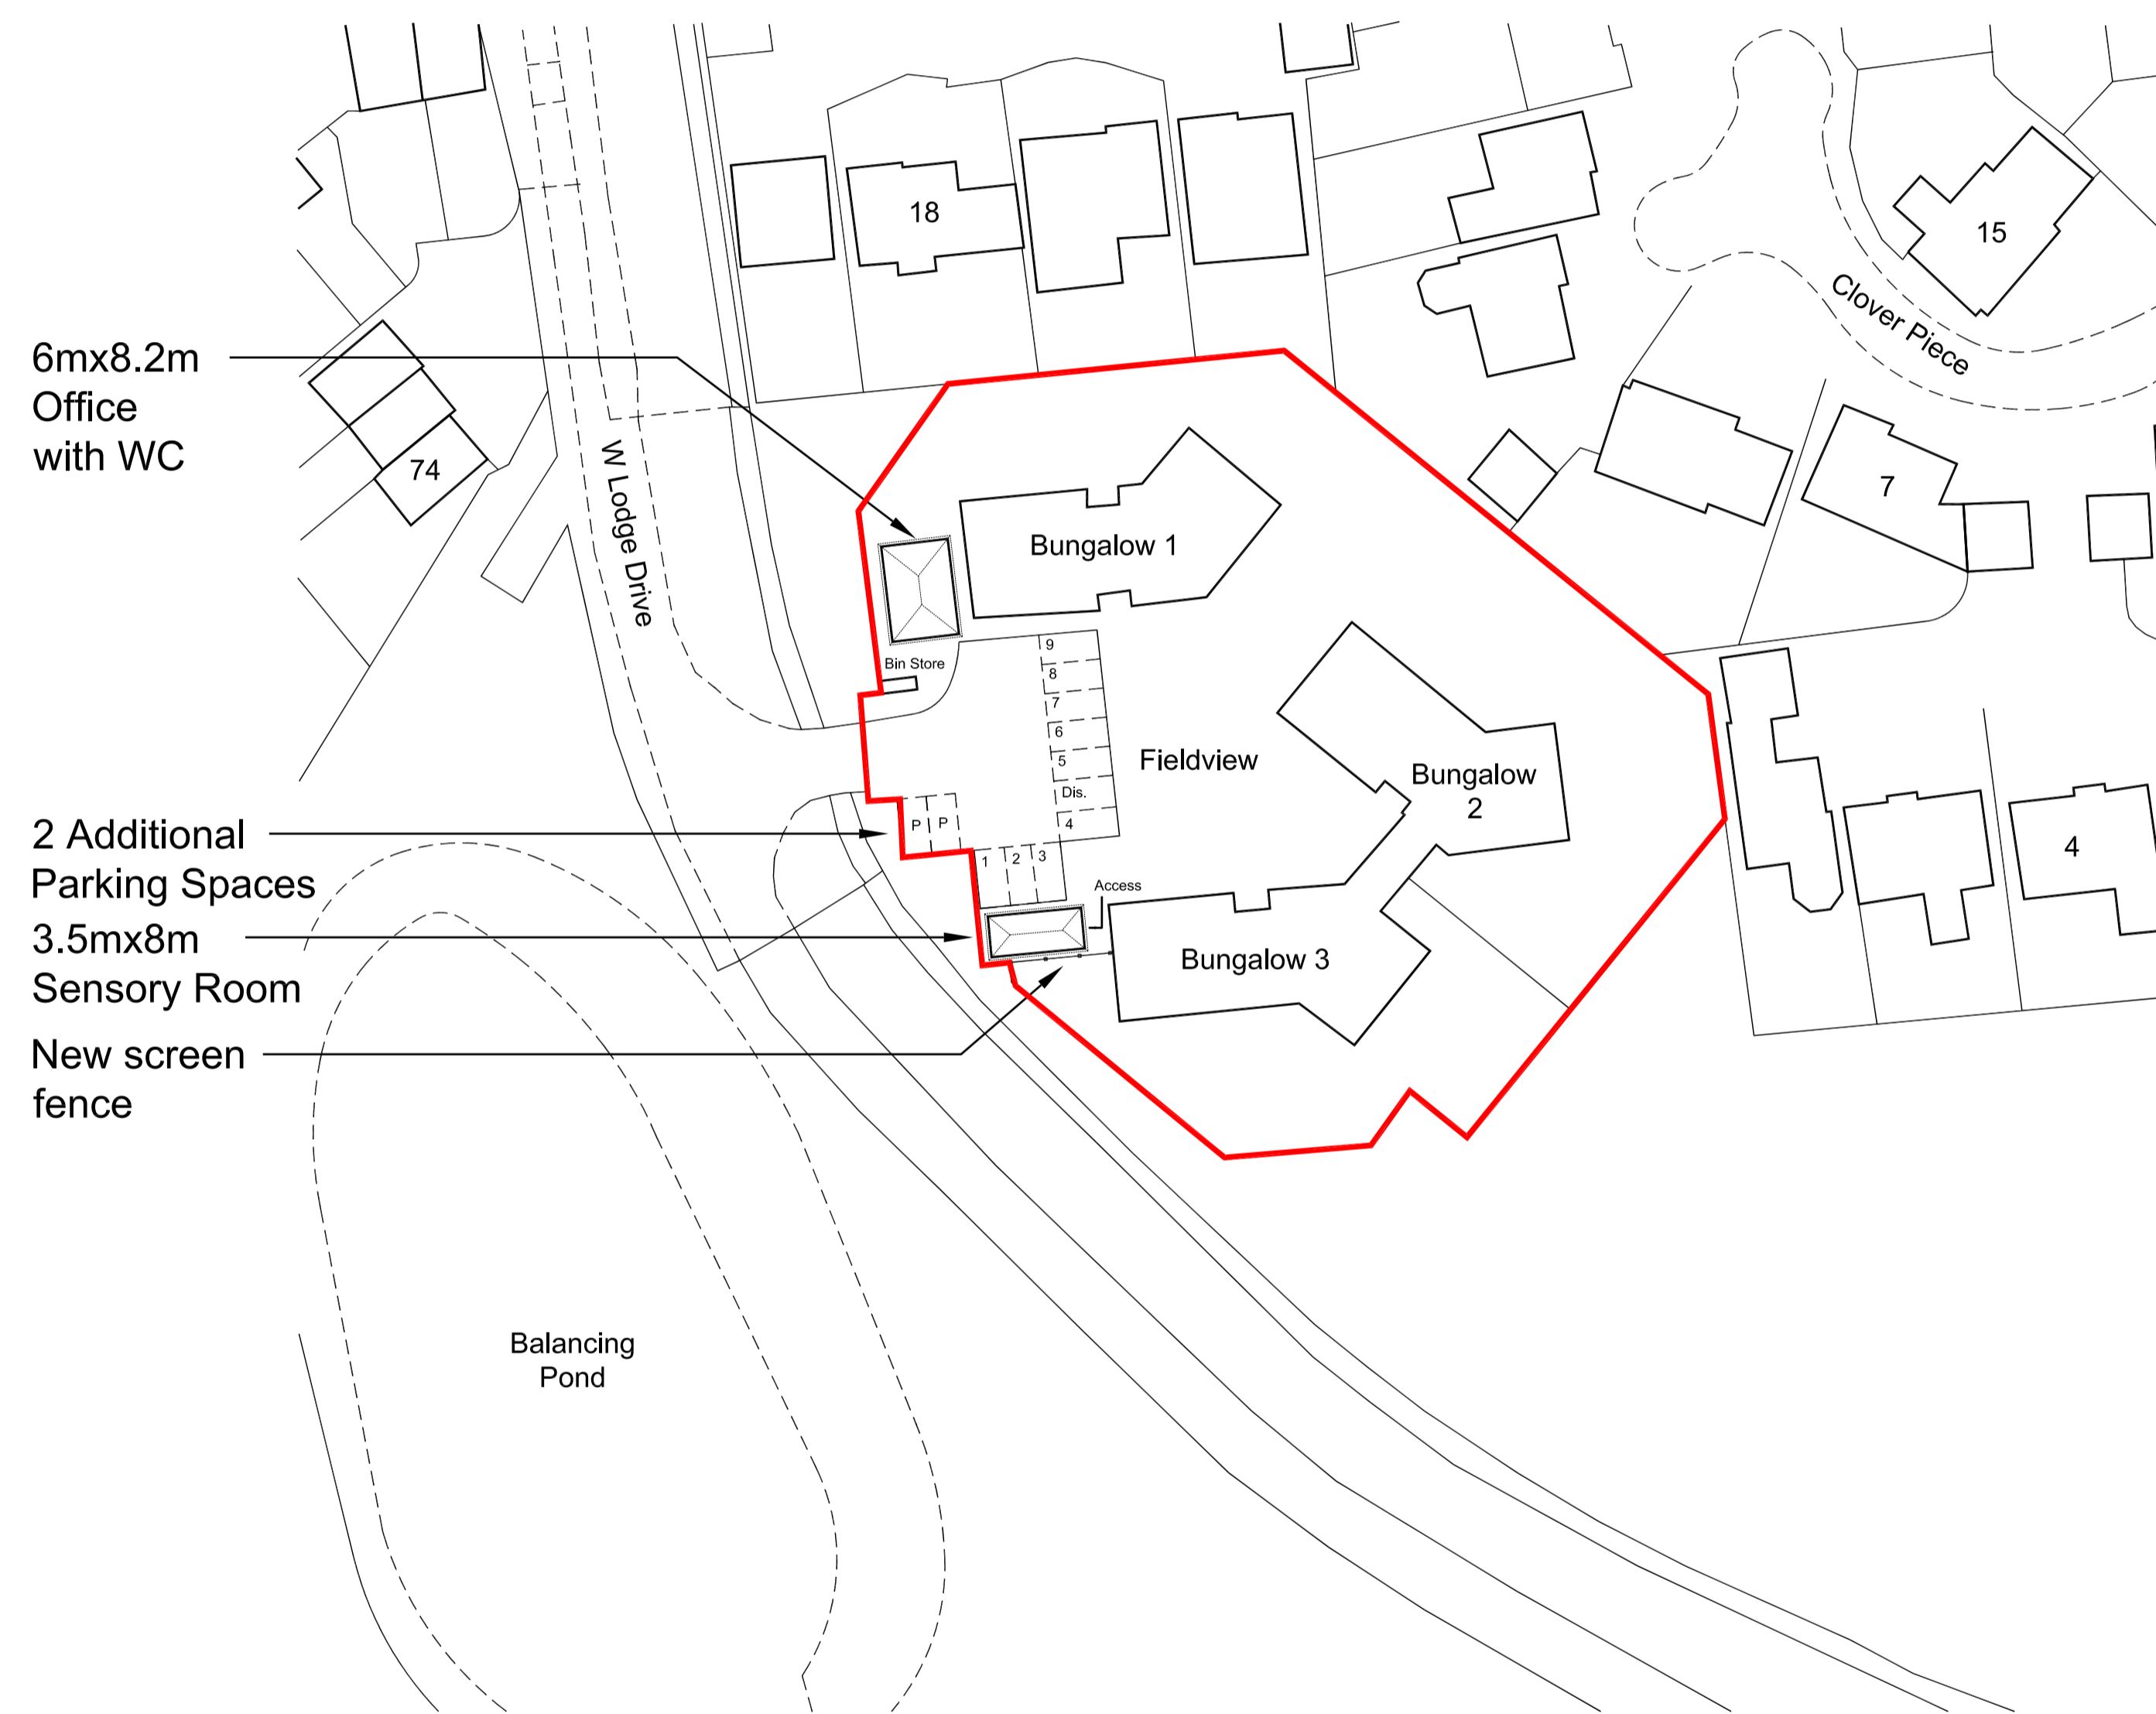 18
15
Clover Piece
6mx8.2m
Office
with WC
74
W Lodge Drive
7
Bungalow 1
Bin Store
9
8
7
6
5
Dis.
4
Fieldview
Bungalow
2
2 Additional
Parking Spaces
P
P
1
2
3
4
Access
3.5mx8m
Sensory Room
Bungalow 3
New screen
fence
Balancing
Pond